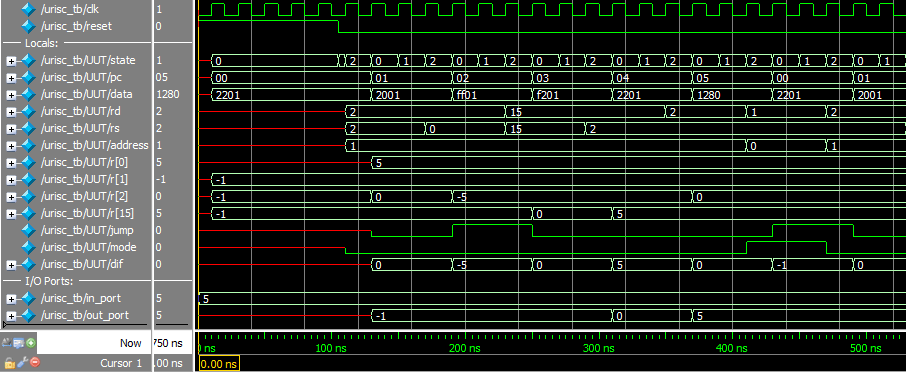 /urisc_tb/clk 1
/urisc_tb/reset 0
Locals:
/urisc_tb/UUT/state 1 0 2 0 1 2 0 1 2 0 1 2 0 1 2 0 1 2 0 1 2 0 1
/urisc_tb/UUT/pc 05 00 01 02 03 04 05 00 01
/urisc_tb/UUT/data 1280 2201 2001 ff01 f201 2201 1280 2201 2001
/urisc_tb/UUT/rd 2 2 15 2 1 2
/urisc_tb/UUT/rs 2 2 0 15 2
/urisc_tb/UUT/address 1 1 0 1
/urisc_tb/UUT/r[0] 5 5
/urisc_tb/UUT/r[1] -1 -1
/urisc_tb/UUT/r[2] 0 -1 0 -5 0
/urisc_tb/UUT/r[15] 5 -1 0 5
/urisc_tb/UUT/jump 0
/urisc_tb/UUT/mode 0
/urisc_tb/UUT/dif 0 0 -5 0 5 0 -1 0
I/O Ports:
/urisc_tb/in_port 5 5
/urisc_tb/out_port 5 -1 0 5
Now 750 ns 0 ns 100 ns 200 ns 300 ns 400 ns 500 ns
Cursor 1 .00 ns 0.00 ns